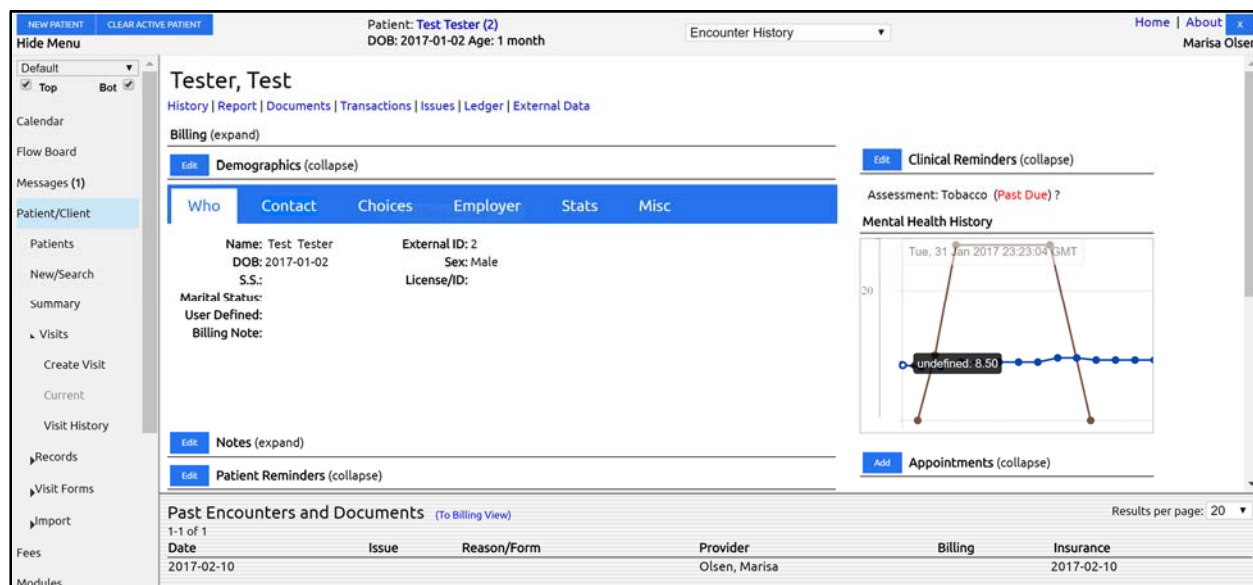 NEW PATIENT CLEAR ACTIVE PATIENT
Hide Menu
Patient: Test Tester (2)
DOB: 2017-01-02 Age: 1 month
Encounter History
Home | About x
Marisa Olsen
Default
Top Bot
Calendar
Flow Board
Messages (1)
Patient/Client
Patients
New/Search
Summary
Visits
Create Visit
Current
Visit History
Records
Visit Forms
Import
Fees
Modules
Tester, Test
History | Report | Documents | Transactions | Issues | Ledger | External Data
Billing (expand)
Edit Demographics (collapse)
Who Contact Choices Employer Stats Misc
Name: Test Tester External ID: 2
DOB: 2017-01-02 Sex: Male
S.S.: License/ID:
Marital Status:
User Defined:
Billing Note:
Edit Notes (expand)
Edit Patient Reminders (collapse)
Edit Clinical Reminders (collapse)
Assessment: Tobacco (Past Due) ?
Mental Health History
Tue, 31 Jan 2017 23:23:04 GMT
20
undefined: 8.50
Add Appointments (collapse)
Past Encounters and Documents (To Billing View)
Results per page: 20
1-1 of 1
Date Issue Reason/Form Provider Billing Insurance
2017-02-10 Olsen, Marisa 2017-02-10